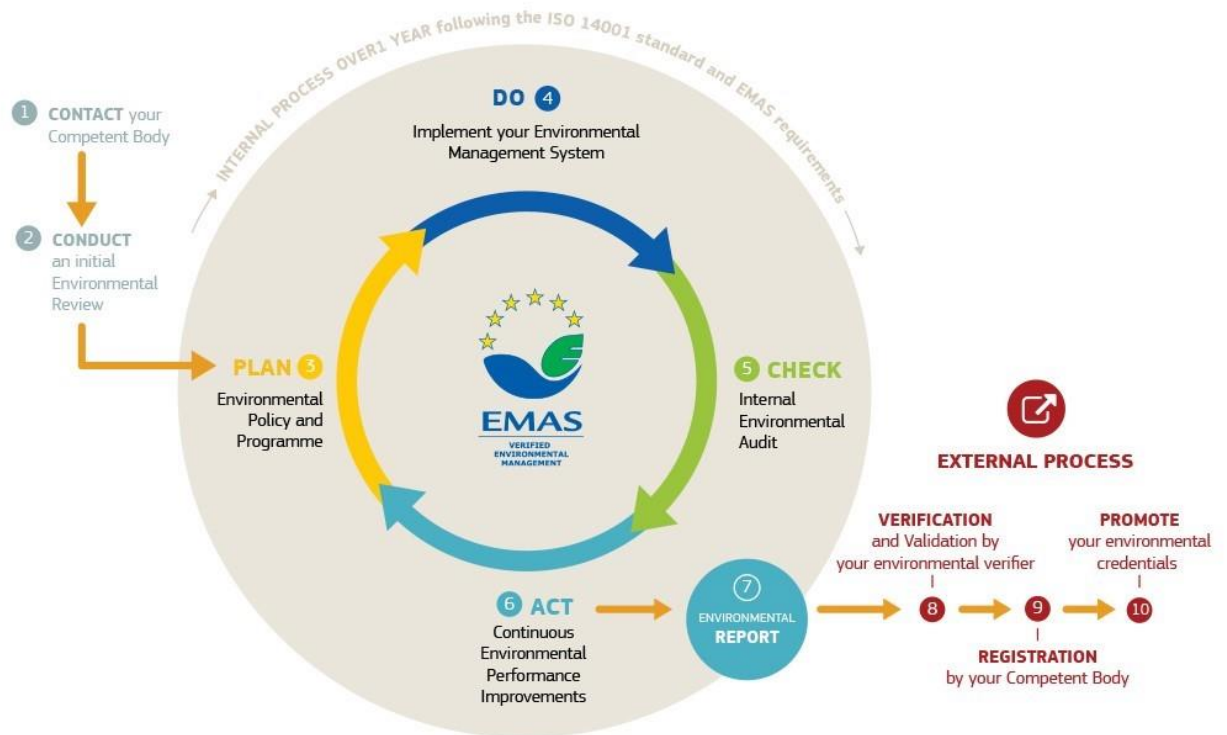 INTERNAL PROCESS OVER1 YEAR following the ISO 14001 standard and EMAS requirements
1 CONTACT your
Competent Body
2 CONDUCT
an initial
Environmental
Review
PLAN 3
Environmental
Policy and
Programme
DO 4
Implement your Environmental
Management System
EMAS
VERIFIED
ENVIRONMENTAL
MANAGEMENT
5 CHECK
Internal
Environmental
Audit
6 ACT
Continuous
Environmental
Performance
Improvements
7
ENVIRONMENTAL
REPORT
EXTERNAL PROCESS
VERIFICATION
and Validation by
your environmental verifier
8
9
REGISTRATION
by your Competent Body
PROMOTE
your environmental
credentials
10